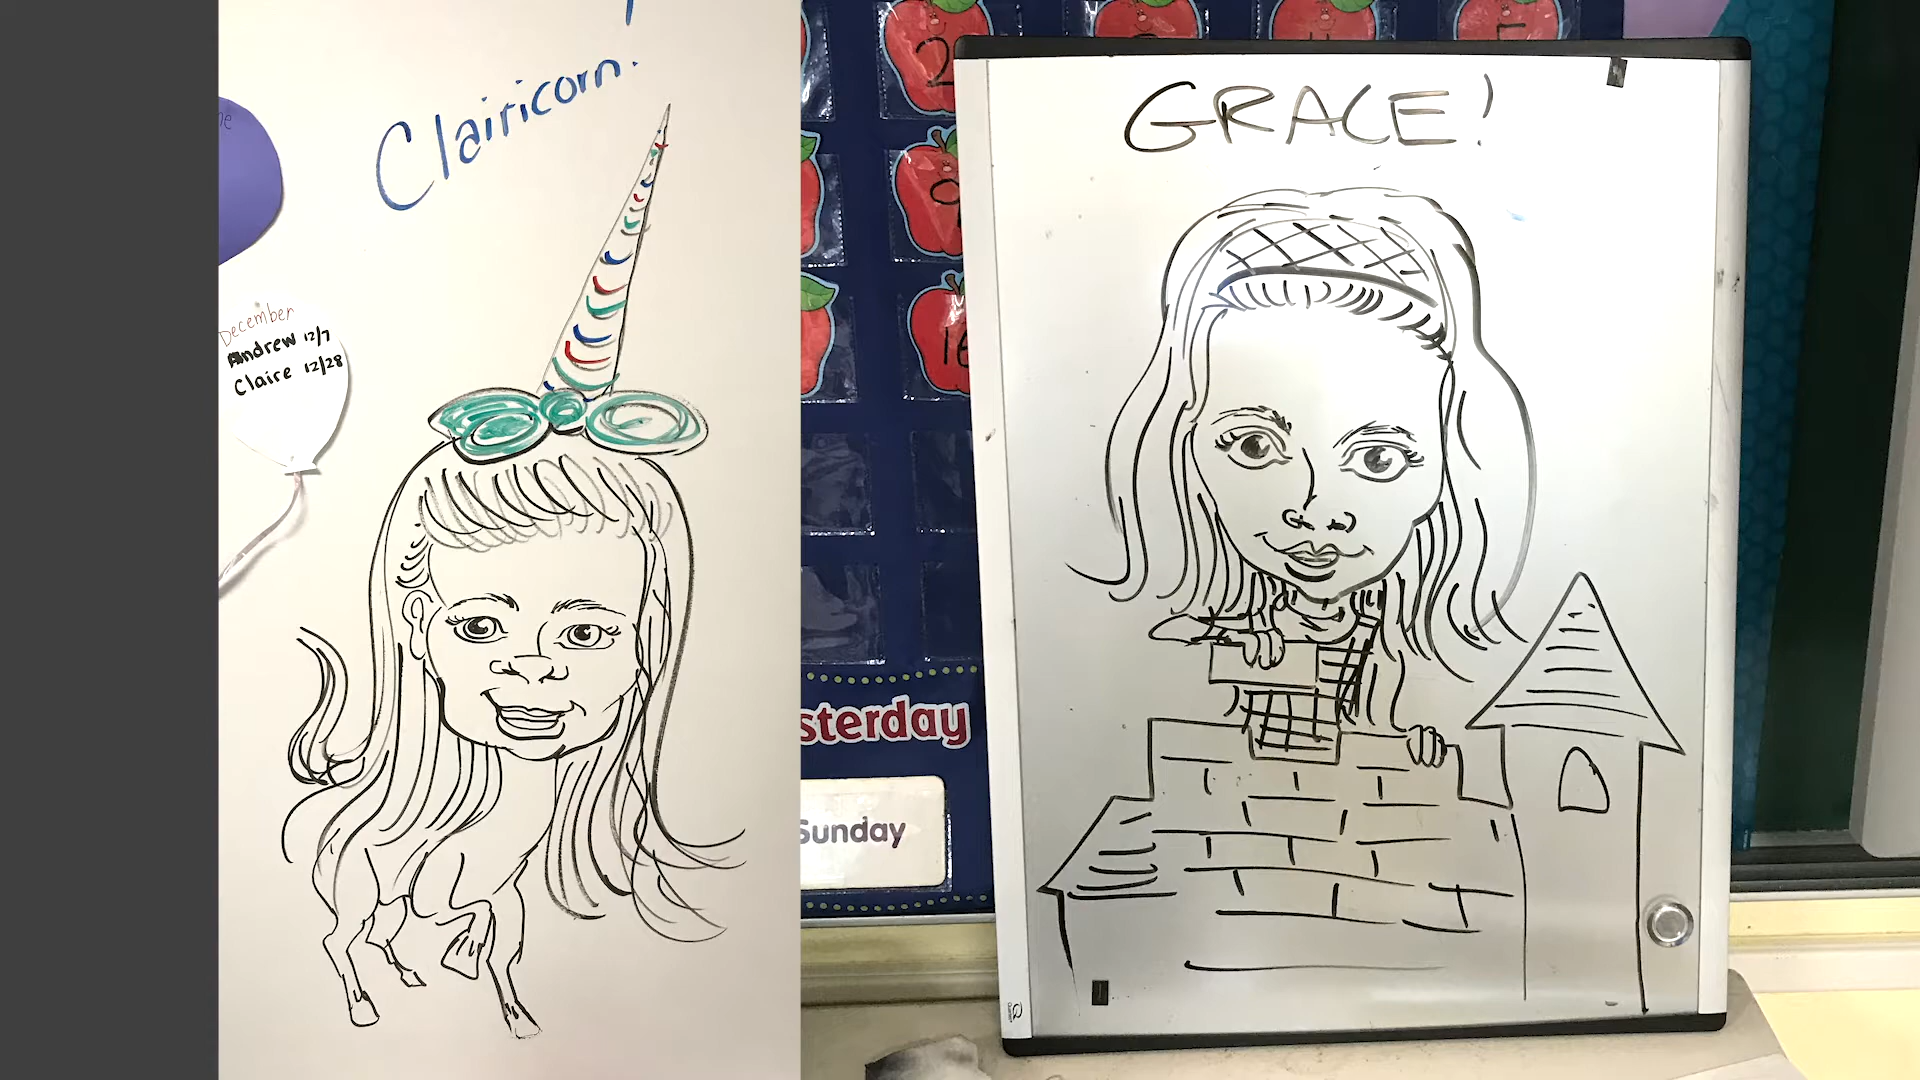 Clairicorn!
December
Andrew 12/7
Claire 12/28
GRACE!
sterday
Sunday